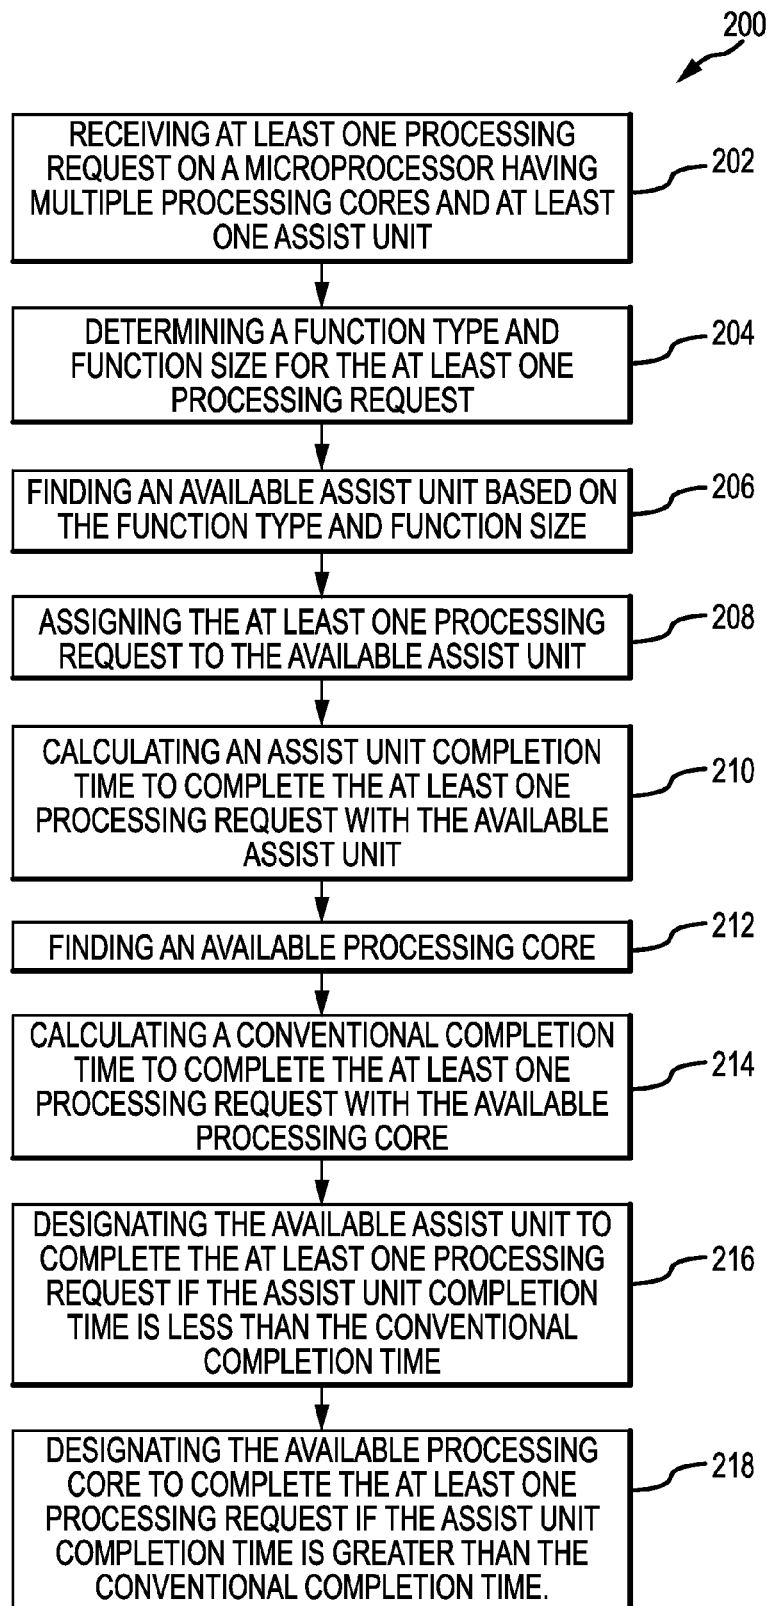 200
RECEIVING AT LEAST ONE PROCESSING
REQUEST ON A MICROPROCESSOR HAVING
MULTIPLE PROCESSING CORES AND AT LEAST
ONE ASSIST UNIT
202
DETERMINING A FUNCTION TYPE AND
FUNCTION SIZE FOR THE AT LEAST ONE
PROCESSING REQUEST
204
FINDING AN AVAILABLE ASSIST UNIT BASED ON
THE FUNCTION TYPE AND FUNCTION SIZE
206
ASSIGNING THE AT LEAST ONE PROCESSING
REQUEST TO THE AVAILABLE ASSIST UNIT
208
CALCULATING AN ASSIST UNIT COMPLETION
TIME TO COMPLETE THE AT LEAST ONE
PROCESSING REQUEST WITH THE AVAILABLE
ASSIST UNIT
210
FINDING AN AVAILABLE PROCESSING CORE
212
CALCULATING A CONVENTIONAL COMPLETION
TIME TO COMPLETE THE AT LEAST ONE
PROCESSING REQUEST WITH THE AVAILABLE
PROCESSING CORE
214
DESIGNATING THE AVAILABLE ASSIST UNIT TO
COMPLETE THE AT LEAST ONE PROCESSING
REQUEST IF THE ASSIST UNIT COMPLETION
TIME IS LESS THAN THE CONVENTIONAL
COMPLETION TIME
216
DESIGNATING THE AVAILABLE PROCESSING
CORE TO COMPLETE THE AT LEAST ONE
PROCESSING REQUEST IF THE ASSIST UNIT
COMPLETION TIME IS GREATER THAN THE
CONVENTIONAL COMPLETION TIME.
218